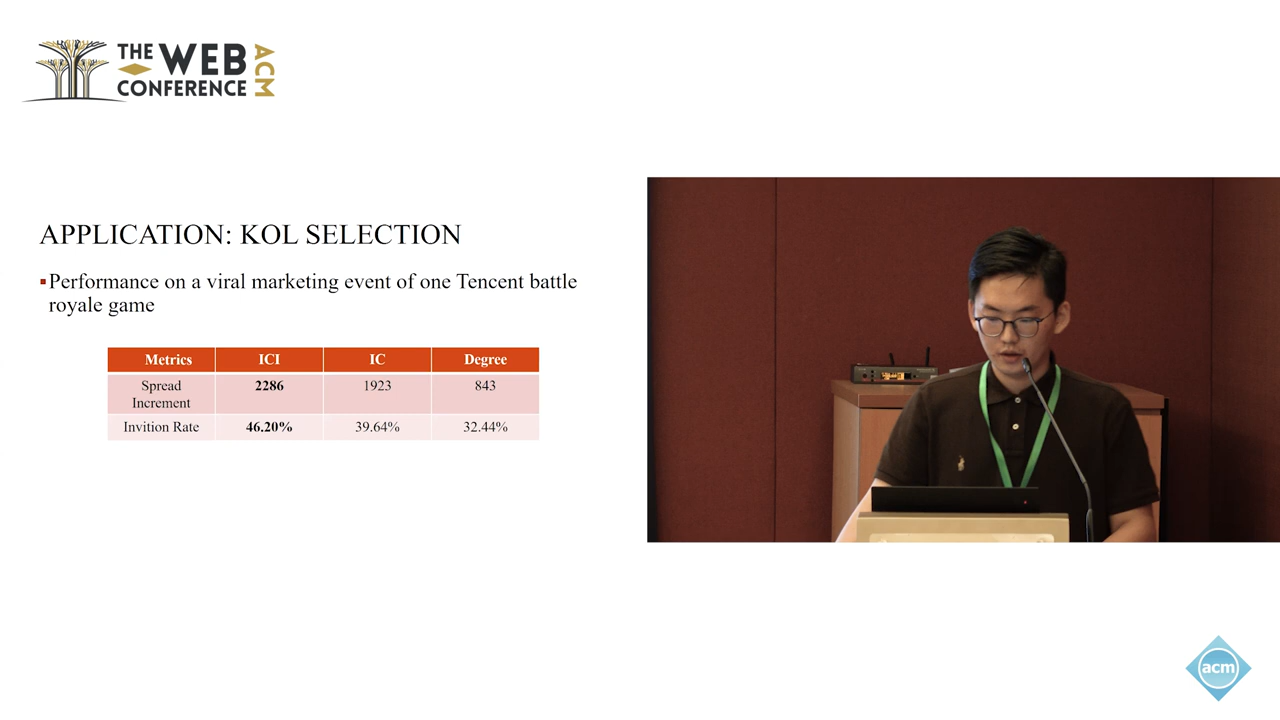 THE WEB
CONFERENCE
ACM
APPLICATION: KOL SELECTION
▪Performance on a viral marketing event of one Tencent battle
royale game
Metrics ICI IC Degree
Spread
Increment 2286 1923 843
Invition Rate 46.20% 39.64% 32.44%
acm